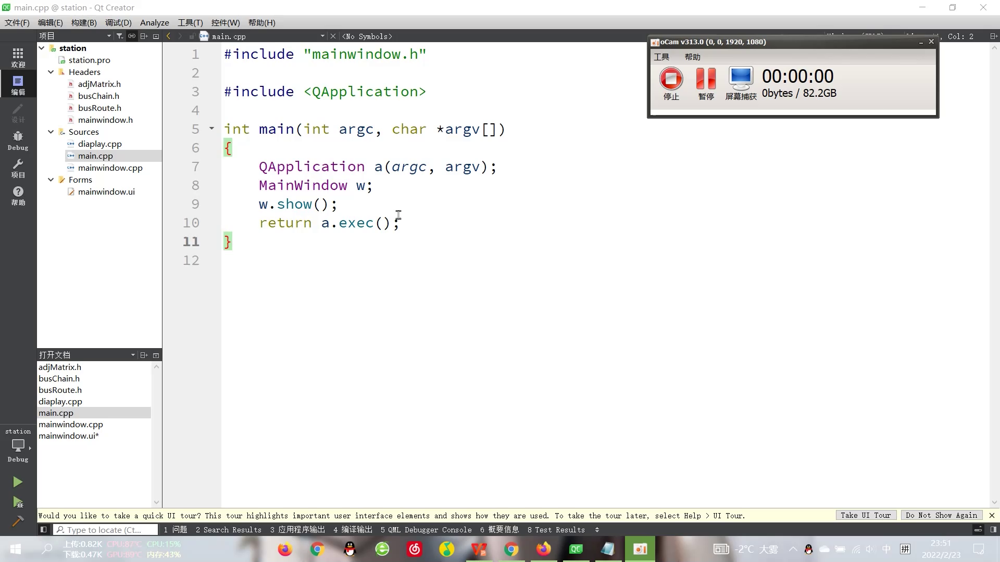 main.cpp @ station - Qt Creator
文件(F) 编辑(E) 构建(B) 调试(D) Analyze 工具(T) 控件(W) 帮助(H)
项目
main.cpp
<No Symbols>
Col: 2
欢迎
编辑
设计
Debug
项目
帮助
station
station.pro
Headers
adjMatrix.h
busChain.h
busRoute.h
mainwindow.h
Sources
diaplay.cpp
main.cpp
mainwindow.cpp
Forms
mainwindow.ui
1 #include "mainwindow.h"
2
3 #include <QApplication>
4
5 int main(int argc, char *argv[])
6 {
7 QApplication a(argc, argv);
8 MainWindow w;
9 w.show();
10 return a.exec();
11 }
12
oCam v313.0 (0, 0, 1920, 1080)
工具 帮助
停止 暂停 屏幕捕获
00:00:00
0bytes / 82.2GB
打开文档
adjMatrix.h
busChain.h
busRoute.h
diaplay.cpp
main.cpp
mainwindow.cpp
mainwindow.ui*
station
Debug
Would you like to take a quick UI tour? This tour highlights important user interface elements and shows how they are used. To take the tour later, select Help > UI Tour.
Take UI Tour
Do Not Show Again
Type to locate (Ct...
1 问题 2 Search Results 3 应用程序输出 4 编译输出 5 QML Debugger Console 6 概要信息 8 Test Results
上传:0.82K CPU:87°C CPU:15%
下载:0.47K GPU:69°C 内存:43%
-2°C 大雾
中
拼
23:51
2022/2/23